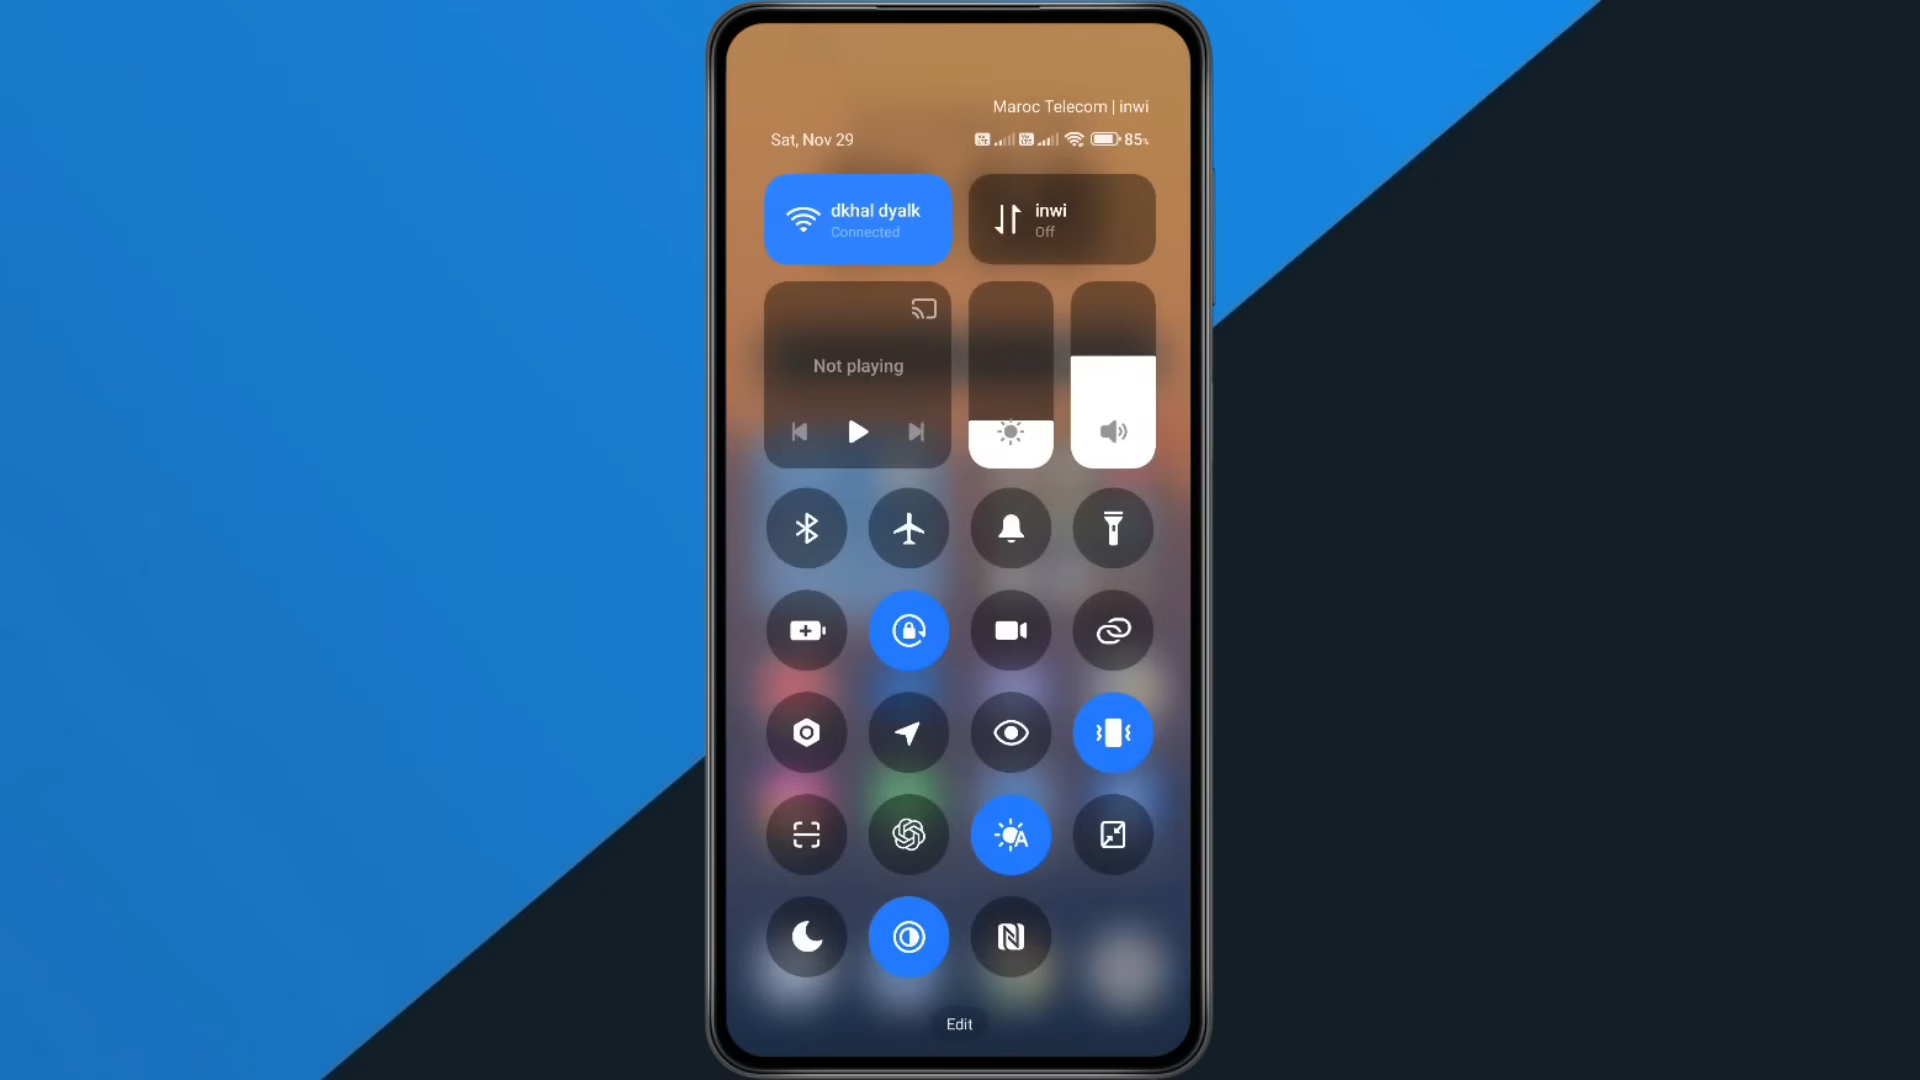 Maroc Telecom | inwi
Sat, Nov 29
85%
dkhal dyalk
Connected
inwi
Off
Not playing
A
Edit